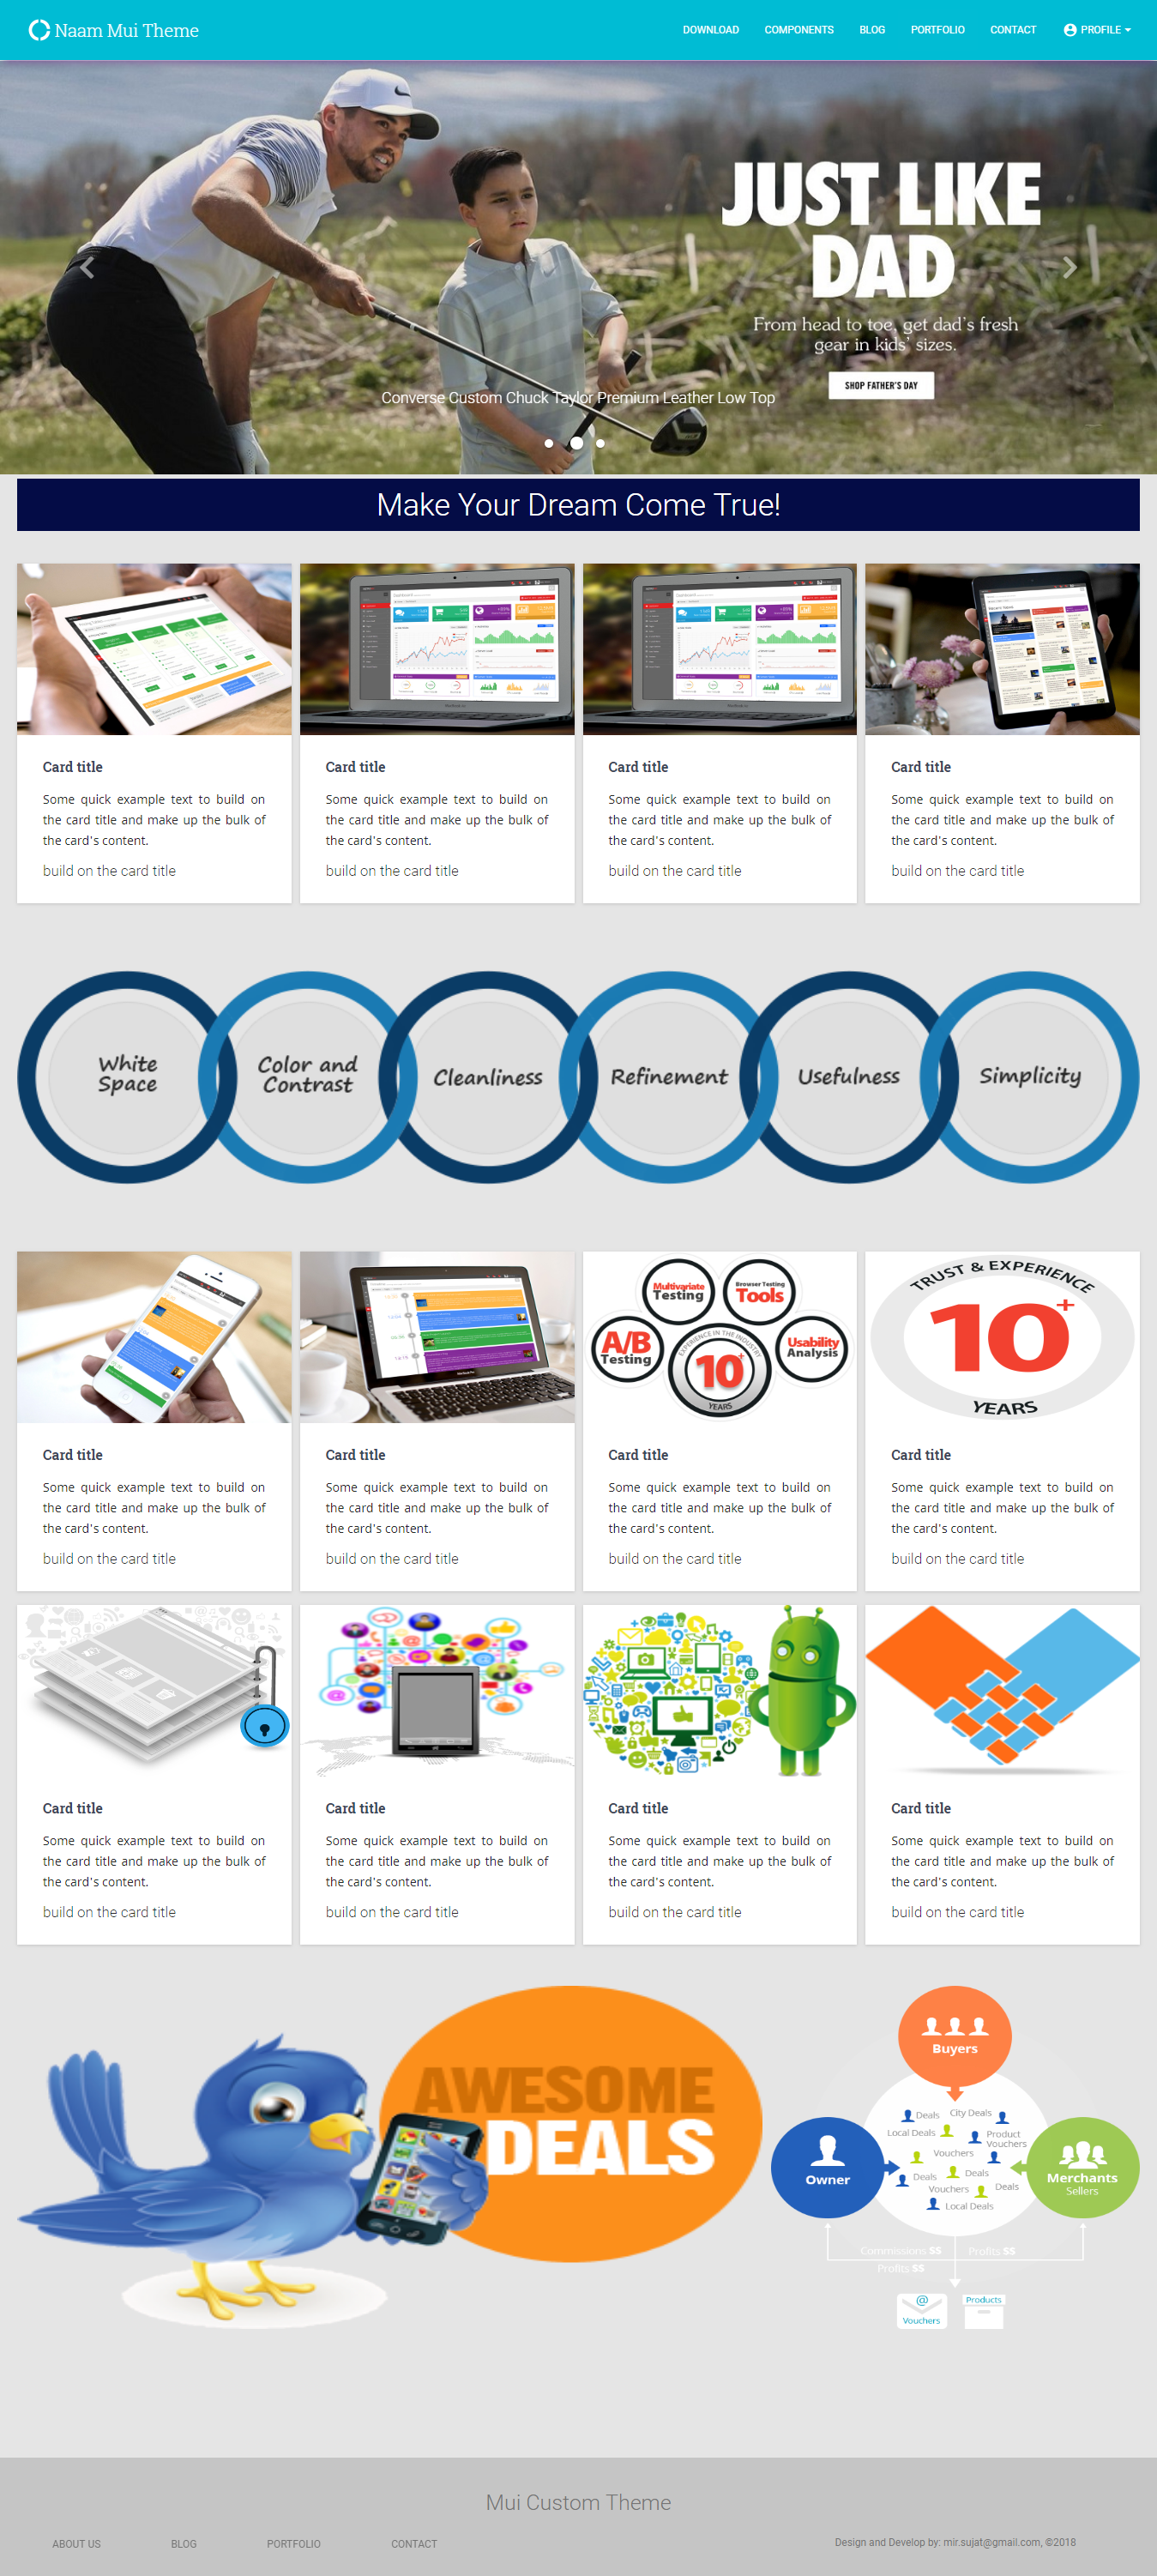 Naam Mui Theme
DOWNLOAD COMPONENTS BLOG PORTFOLIO CONTACT PROFILE
JUST LIKE
DAD
From head to toe, get dad's fresh
gear in kids' sizes.
SHOP FATHER'S DAY
Converse Custom Chuck Taylor Premium Leather Low Top
Make Your Dream Come True!
Card title
Some quick example text to build on
the card title and make up the bulk of
the card's content.
build on the card title
Card title
Some quick example text to build on
the card title and make up the bulk of
the card's content.
build on the card title
Card title
Some quick example text to build on
the card title and make up the bulk of
the card's content.
build on the card title
Card title
Some quick example text to build on
the card title and make up the bulk of
the card's content.
build on the card title
White
Space
Color and
Contrast
Cleanliness
Refinement
Usefulness
Simplicity
Multivariate
Testing
Browser Testing
Tools
A/B
Testing
EXPERIENCE IN THE INDUSTRY
10+
YEARS
Usability
Analysis
TRUST & EXPERIENCE
10+
YEARS
Card title
Some quick example text to build on
the card title and make up the bulk of
the card's content.
build on the card title
Card title
Some quick example text to build on
the card title and make up the bulk of
the card's content.
build on the card title
Card title
Some quick example text to build on
the card title and make up the bulk of
the card's content.
build on the card title
Card title
Some quick example text to build on
the card title and make up the bulk of
the card's content.
build on the card title
Card title
Some quick example text to build on
the card title and make up the bulk of
the card's content.
build on the card title
Card title
Some quick example text to build on
the card title and make up the bulk of
the card's content.
build on the card title
Card title
Some quick example text to build on
the card title and make up the bulk of
the card's content.
build on the card title
Card title
Some quick example text to build on
the card title and make up the bulk of
the card's content.
build on the card title
AWESOME
DEALS
Buyers
Deals City Deals
Local Deals
Product
Vouchers
Vouchers
Deals Deals
Vouchers Deals
Local Deals
Owner
Merchants
Sellers
Commissions $$ Profits $$
Profits $$
@
Vouchers
Products
Mui Custom Theme
ABOUT US BLOG PORTFOLIO CONTACT
Design and Develop by: mir.sujat@gmail.com, ©2018